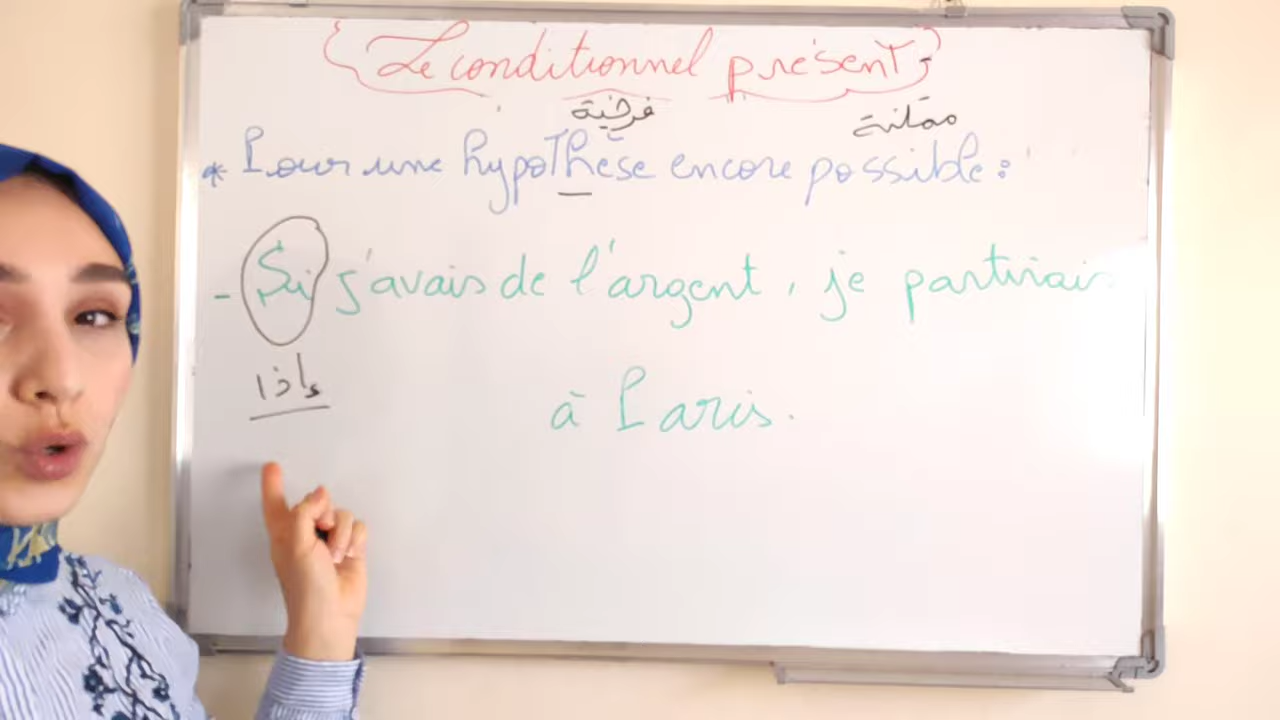 Le conditionnel présent
فرضية ممكنة
* Pour une hypothèse encore possible :
- Si j'avais de l'argent, je partirais
إذا
à Paris.